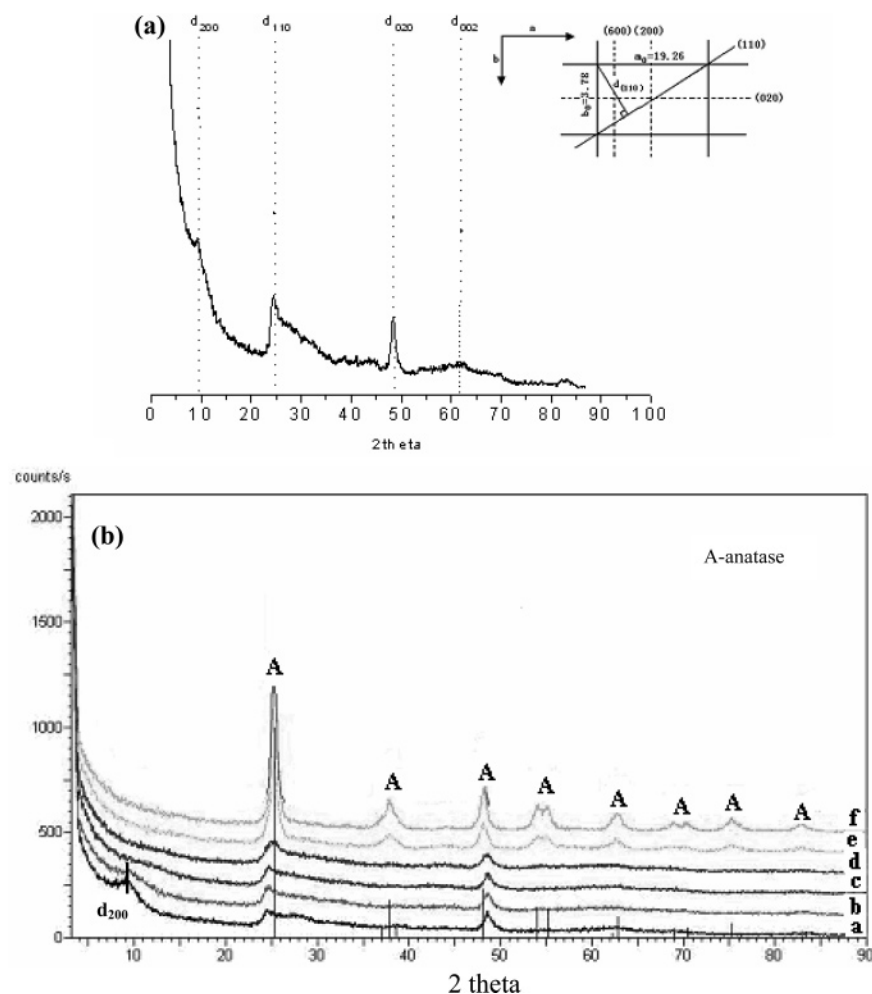 (a)
d200 d110 d020 d002
a
b
(600)(200)
(110)
a0=19.26
b0=3.78
d(110)
(020)
0 10 20 30 40 50 60 70 80 90 100
2theta
counts/s
2000
(b)
A-anatase
1500
A
1000
A A A A A A A
f
500
e
d
c
b
d200
a
0
10 20 30 40 50 60 70 80 90
2 theta